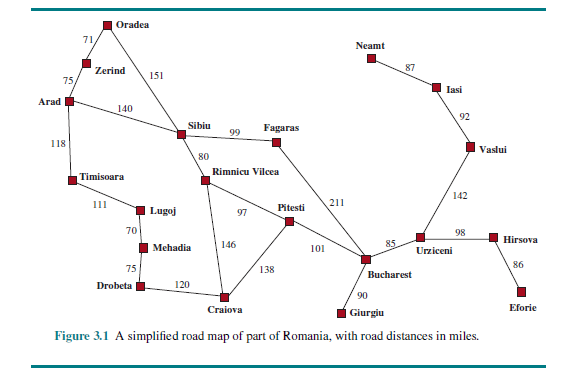 Oradea
71
Neamt
87
Zerind
151
75
Iasi
Arad
140
92
Sibiu
99
Fagaras
118
Vaslui
80
Rimnicu Vilcea
Timisoara
142
111
Lugoj
97
Pitesti
211
70
98
Hirsova
146
101
85
Urziceni
Mehadia
86
138
Bucharest
75
120
Drobeta
90
Eforie
Craiova
Giurgiu
Figure 3.1 A simplified road map of part of Romania, with road distances in miles.